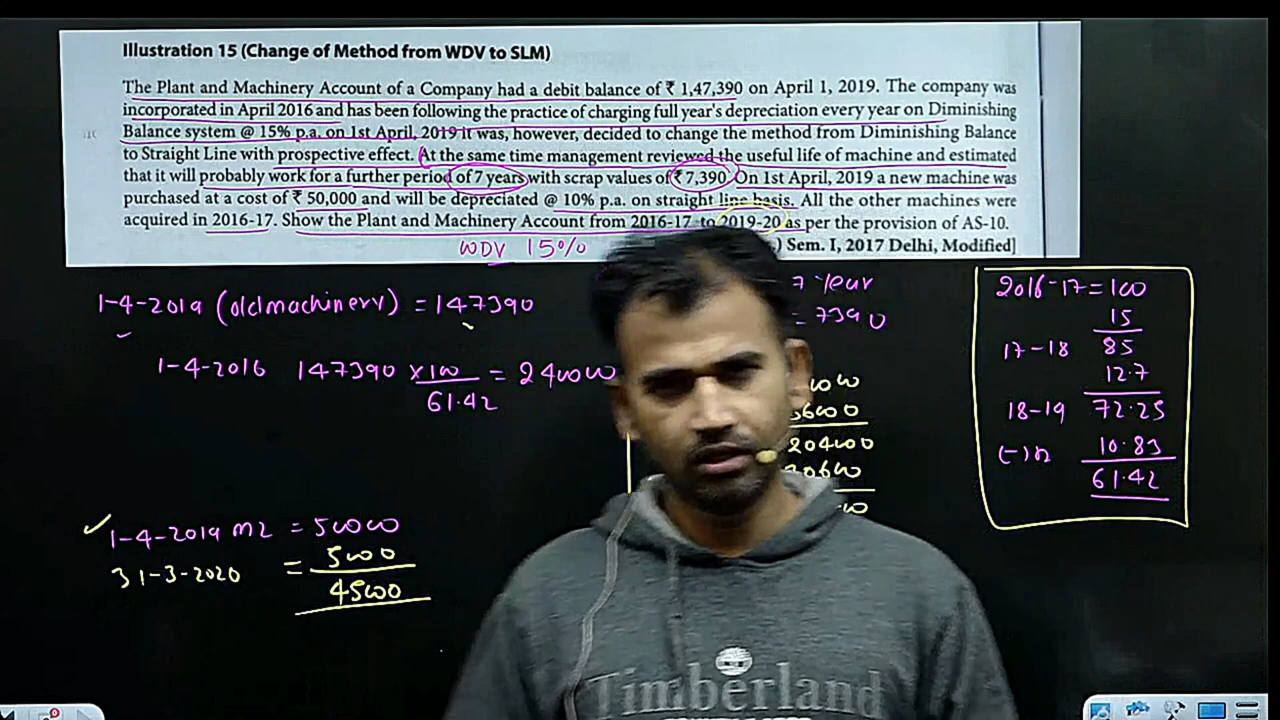 Illustration 15 (Change of Method from WDV to SLM)
The Plant and Machinery Account of a Company had a debit balance of ₹ 1,47,390 on April 1, 2019. The company was
incorporated in April 2016 and has been following the practice of charging full year's depreciation every year on Diminishing
Balance system @ 15% p.a. on 1st April, 2019 it was, however, decided to change the method from Diminishing Balance
to Straight Line with prospective effect. At the same time management reviewed the useful life of machine and estimated
that it will probably work for a further period of 7 years with scrap values of ₹ 7,390 On 1st April, 2019 a new machine was
purchased at a cost of ₹ 50,000 and will be depreciated @ 10% p.a. on straight line basis. All the other machines were
acquired in 2016-17. Show the Plant and Machinery Account from 2016-17 to 2019-20 as per the provision of AS-10.
) Sem. I, 2017 Delhi, Modified]
WDV 15%
1-4-2019 (old machinery) = 147390
1-4-2016 147390 × 100 = 240000
61.42
1-4-2019 m2 = 50000
5000
31-3-2020 =
45000
7 Year
= 7390
204000
2016-17 = 100
15
17-18 85
12.7
18-19 72.25
10.83
61.42
Timberland